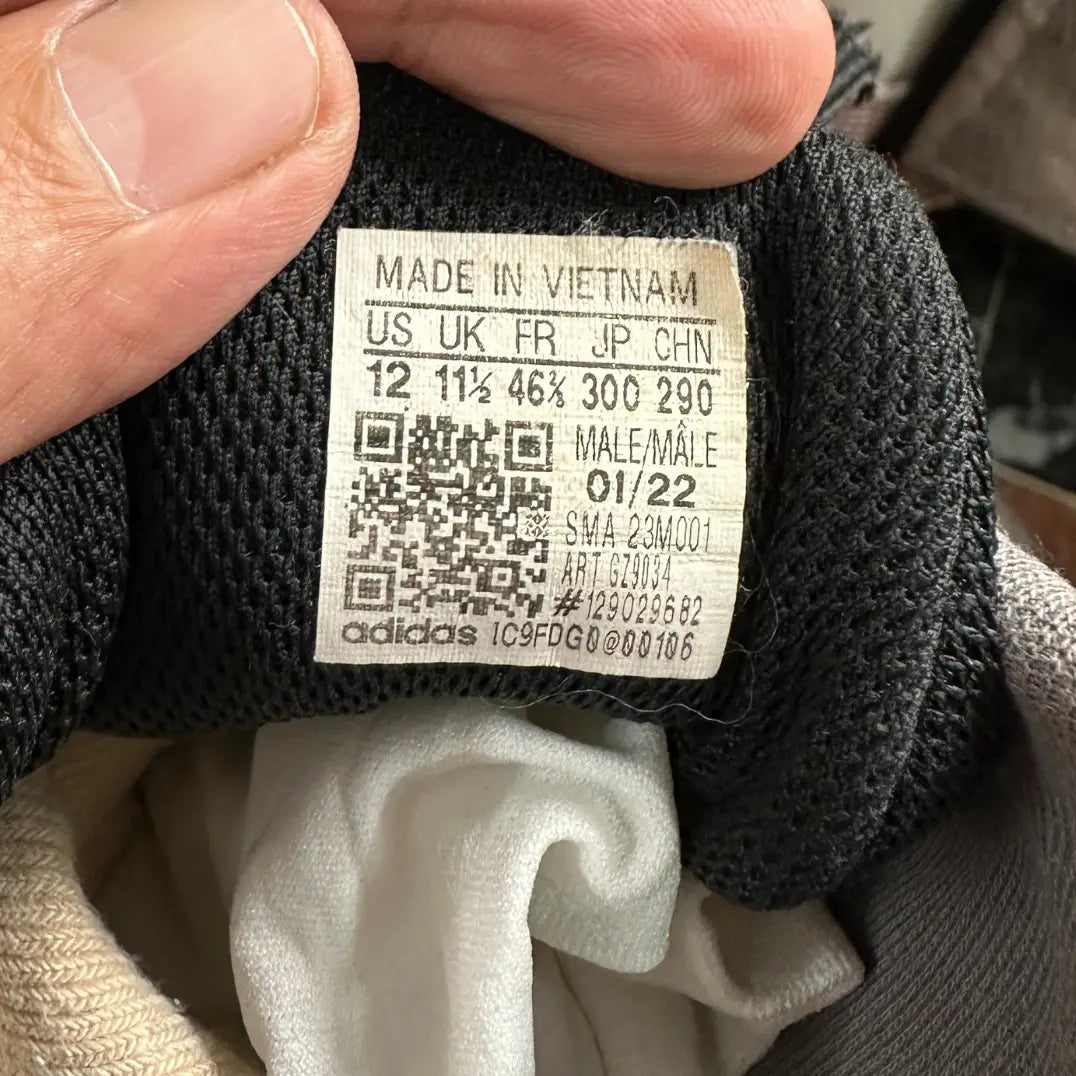 MADE IN VIETNAM
US UK FR JP CHN
12 11½ 46⅔ 300 290
MALE/MÂLE
01/22
SMA 23M001
ART GZ9034
#129029682
adidas 1C9FDG0@00106